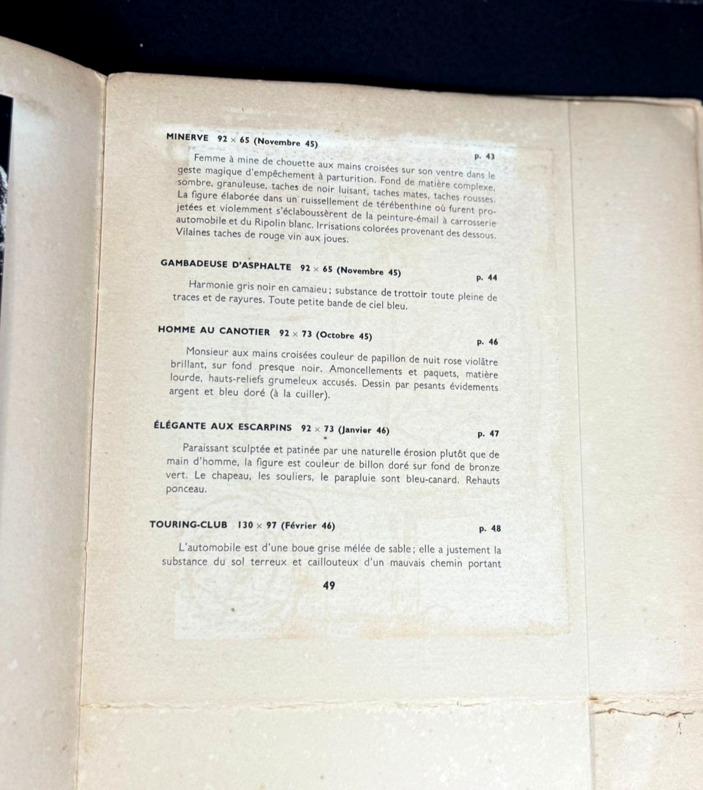 MINERVE 92 × 65 (Novembre 45)
p. 43
Femme à mine de chouette aux mains croisées sur son ventre dans le
geste magique d'empêchement à parturition. Fond de matière complexe,
sombre, granuleuse, taches de noir luisant, taches mates, taches rousses.
La figure élaborée dans un ruissellement de térébenthine où furent pro-
jetées et violemment s'éclaboussèrent de la peinture-émail à carrosserie
automobile et du Ripolin blanc. Irrisations colorées provenant des dessous.
Vilaines taches de rouge vin aux joues.
GAMBADEUSE D'ASPHALTE 92 × 65 (Novembre 45)
p. 44
Harmonie gris noir en camaïeu ; substance de trottoir toute pleine de
traces et de rayures. Toute petite bande de ciel bleu.
HOMME AU CANOTIER 92 × 73 (Octobre 45)
p. 46
Monsieur aux mains croisées couleur de papillon de nuit rose violâtre
brillant, sur fond presque noir. Amoncellements et paquets, matière
lourde, hauts-reliefs grumeleux accusés. Dessin par pesants évidements
argent et bleu doré (à la cuiller).
ÉLÉGANTE AUX ESCARPINS 92 × 73 (Janvier 46)
p. 47
Paraissant sculptée et patinée par une naturelle érosion plutôt que de
main d'homme, la figure est couleur de billon doré sur fond de bronze
vert. Le chapeau, les souliers, le parapluie sont bleu-canard. Rehauts
ponceau.
TOURING-CLUB 130 × 97 (Février 46)
p. 48
L'automobile est d'une boue grise mêlée de sable ; elle a justement la
substance du sol terreux et caillouteux d'un mauvais chemin portant
49